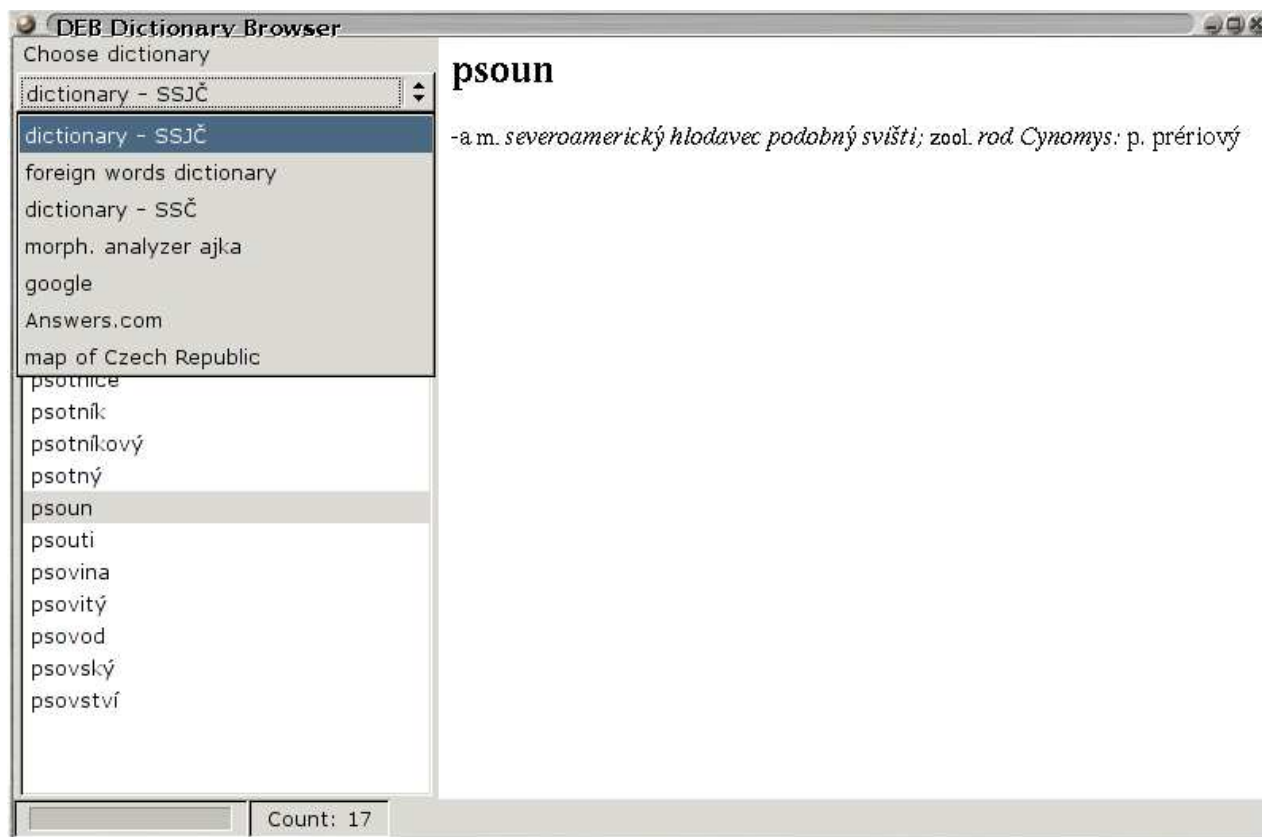 DEB Dictionary Browser
Choose dictionary
dictionary - SSJČ
dictionary - SSJČ
foreign words dictionary
dictionary - SSČ
morph. analyzer ajka
google
Answers.com
map of Czech Republic
psotnice
psotník
psotníkový
psotný
psoun
psouti
psovina
psovitý
psovod
psovský
psovství
Count: 17
psoun
-a m. severoamerický hlodavec podobný svišti; zool. rod Cynomys: p. prériový